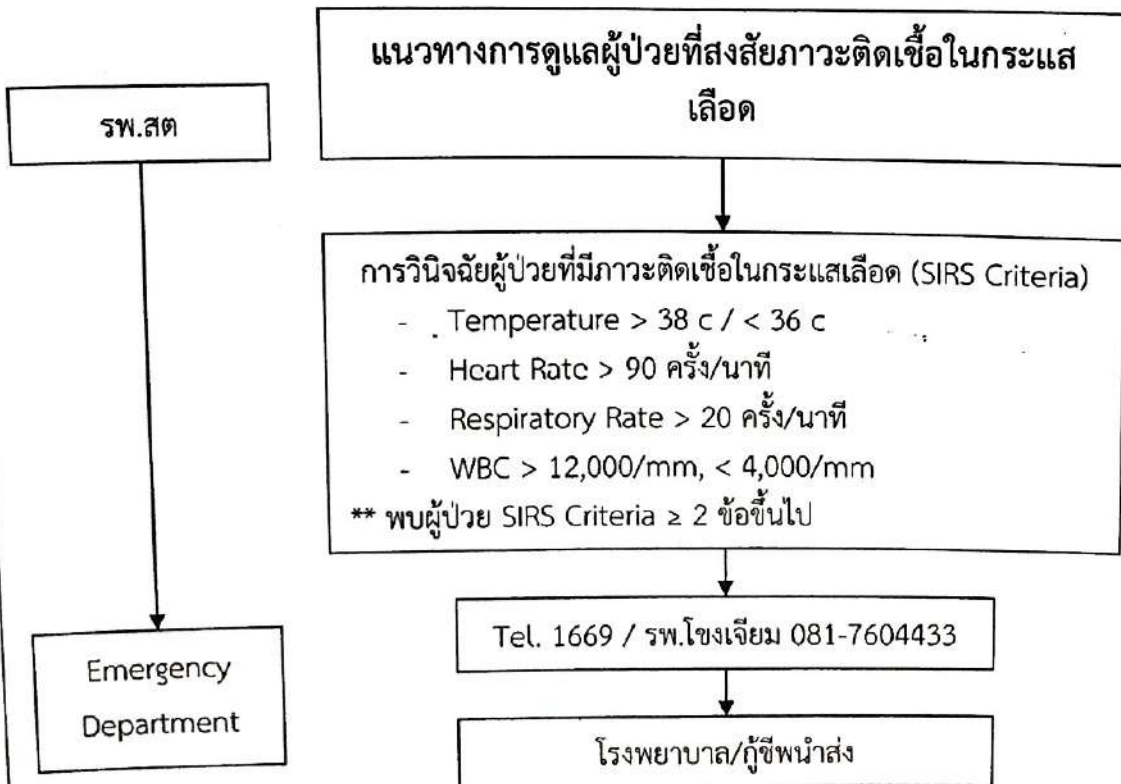 แนวทางการดูแลผู้ป่วยที่สงสัยภาวะติดเชื้อในกระแส
เลือด
รพ.สต
การวินิจฉัยผู้ป่วยที่มีภาวะติดเชื้อในกระแสเลือด (SIRS Criteria)
- Temperature > 38 c / < 36 c
- Heart Rate > 90 ครั้ง/นาที
- Respiratory Rate > 20 ครั้ง/นาที
- WBC > 12,000/mm, < 4,000/mm
** พบผู้ป่วย SIRS Criteria ≥ 2 ข้อขึ้นไป
Tel. 1669 / รพ.โขงเจียม 081-7604433
Emergency
Department
โรงพยาบาล/กู้ชีพนำส่ง